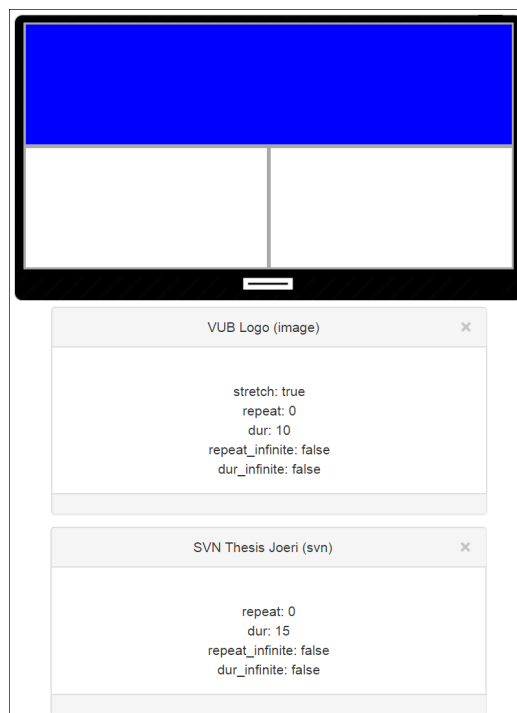 VUB Logo (image) ×
stretch: true
repeat: 0
dur: 10
repeat_infinite: false
dur_infinite: false
SVN Thesis Joeri (svn) ×
repeat: 0
dur: 15
repeat_infinite: false
dur_infinite: false